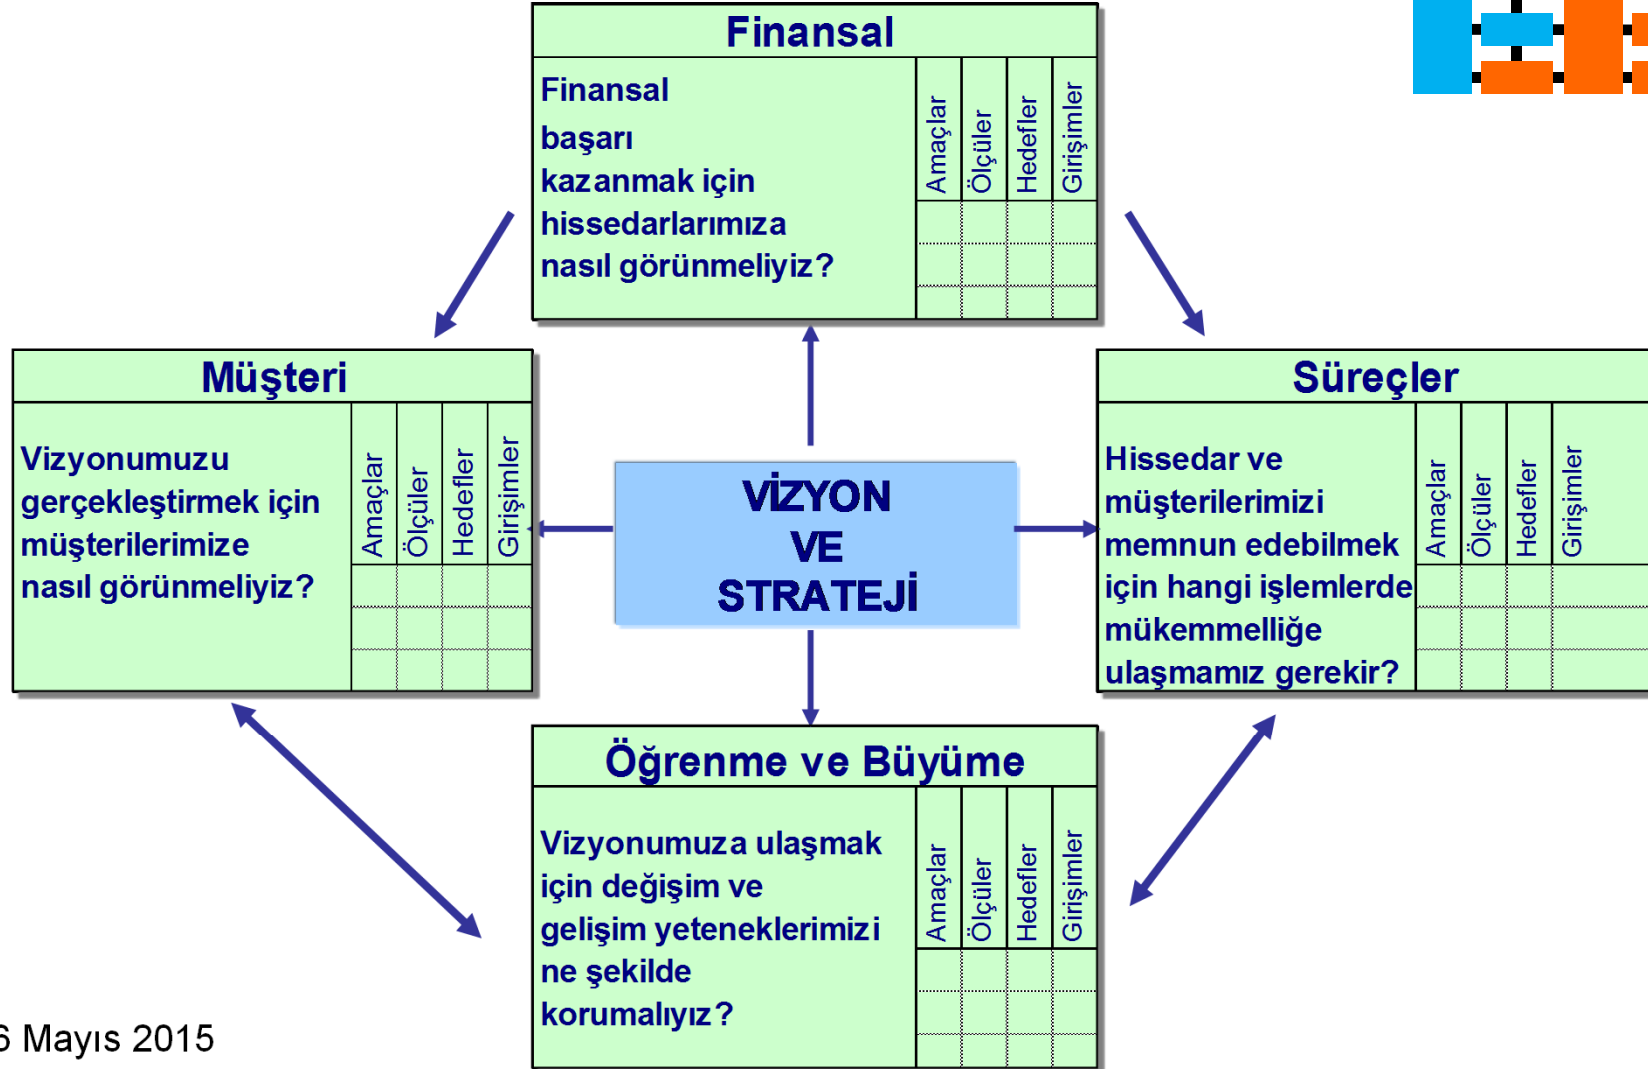 Finansal
Finansal
başarı
kazanmak için
hissedarlarımıza
nasıl görünmeliyiz?
Amaçlar
Ölçüler
Hedefler
Girişimler
Müşteri
Vizyonumuzu
gerçekleştirmek için
müşterilerimize
nasıl görünmeliyiz?
Amaçlar
Ölçüler
Hedefler
Girişimler
VİZYON
VE
STRATEJİ
Süreçler
Hissedar ve
müşterilerimizi
memnun edebilmek
için hangi işlemlerde
mükemmelliğe
ulaşmamız gerekir?
Amaçlar
Ölçüler
Hedefler
Girişimler
Öğrenme ve Büyüme
Vizyonumuza ulaşmak
için değişim ve
gelişim yeteneklerimizi
ne şekilde
korumalıyız?
Amaçlar
Ölçüler
Hedefler
Girişimler
6 Mayıs 2015